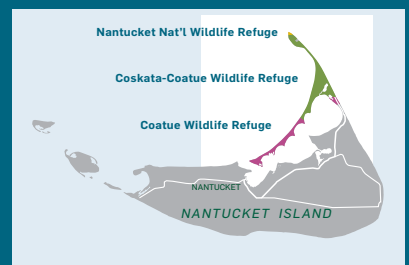 Nantucket Nat'l Wildlife Refuge
Coskata-Coatue Wildlife Refuge
Coatue Wildlife Refuge
NANTUCKET
NANTUCKET ISLAND